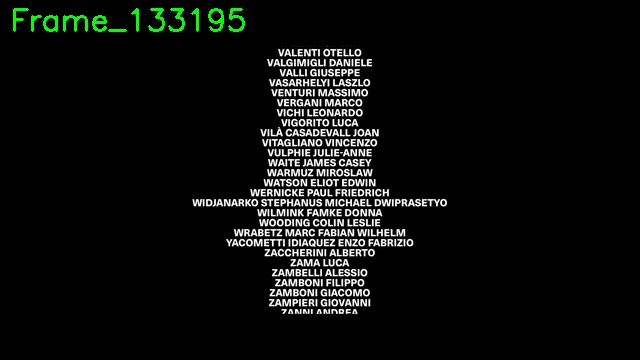 Frame_133195
VALENTI OTELLO
VALGIMIGLI DANIELE
VALLI GIUSEPPE
VASARHELYI LASZLO
VENTURI MASSIMO
VERGANI MARCO
VICHI LEONARDO
VIGORITO LUCA
VILÀ CASADEVALL JOAN
VITAGLIANO VINCENZO
VULPHIE JULIE-ANNE
WAITE JAMES CASEY
WARMUZ MIROSLAW
WATSON ELIOT EDWIN
WERNICKE PAUL FRIEDRICH
WIDJANARKO STEPHANUS MICHAEL DWIPRASETYO
WILMINK FAMKE DONNA
WOODING COLIN LESLIE
WRABETZ MARC FABIAN WILHELM
YACOMETTI IDIAQUEZ ENZO FABRIZIO
ZACCHERINI ALBERTO
ZAMA LUCA
ZAMBELLI ALESSIO
ZAMBONI FILIPPO
ZAMBONI GIACOMO
ZAMPIERI GIOVANNI
ZANNI ANDREA